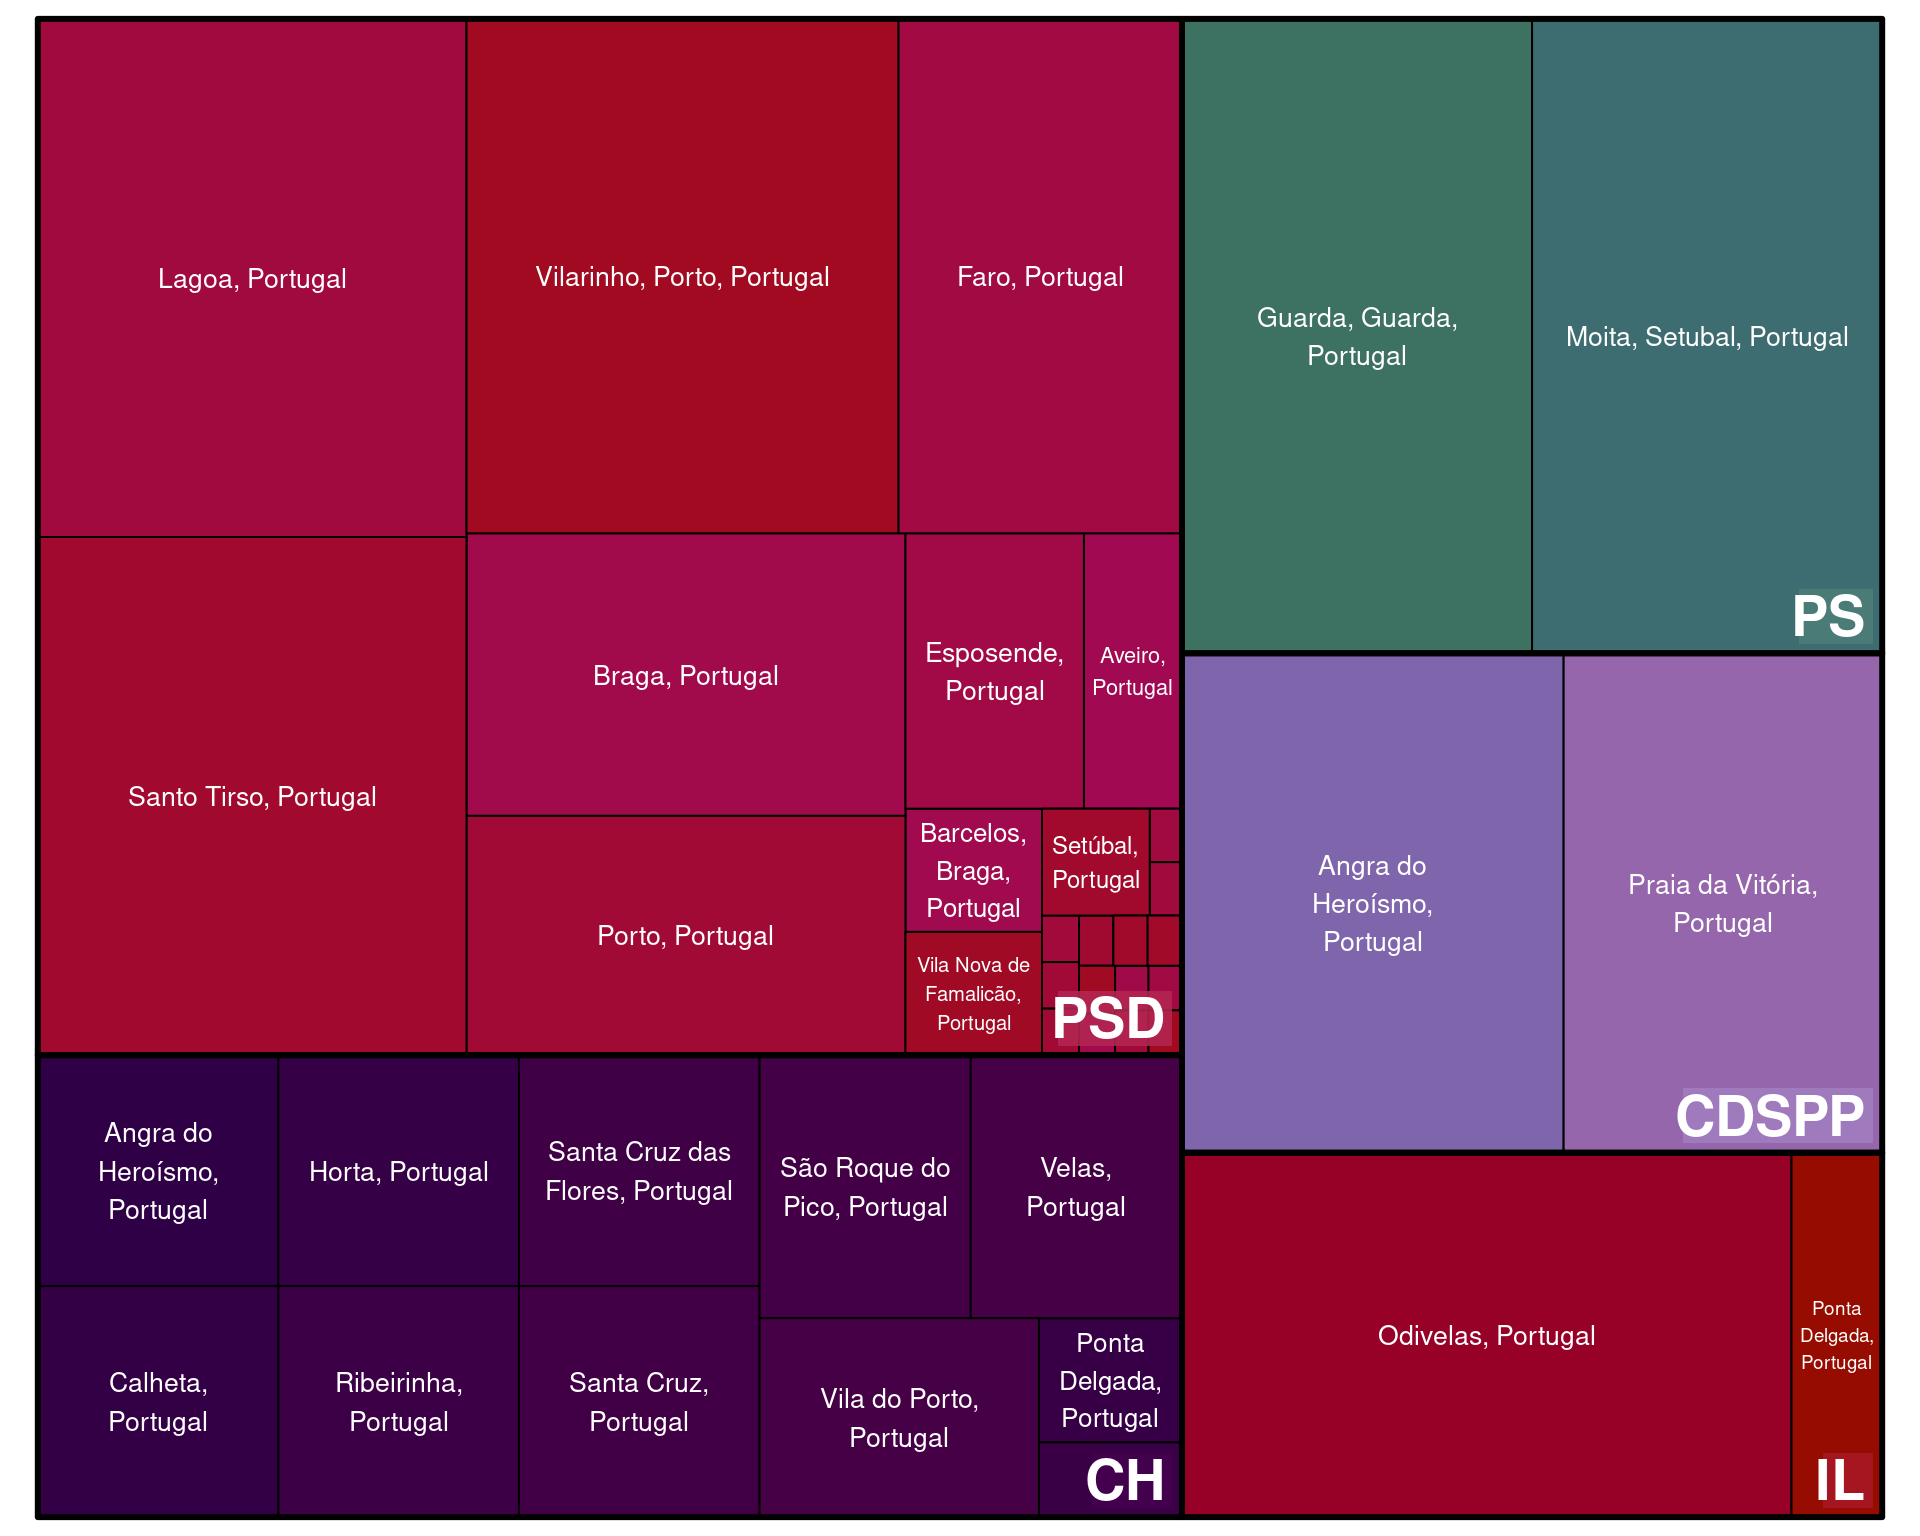 Lagoa, Portugal
Vilarinho, Porto, Portugal
Faro, Portugal
Santo Tirso, Portugal
Braga, Portugal
Esposende,
Portugal
Aveiro,
Portugal
Porto, Portugal
Barcelos,
Braga,
Portugal
Setúbal,
Portugal
Vila Nova de
Famalicão,
Portugal
PSD
Guarda, Guarda,
Portugal
Moita, Setubal, Portugal
PS
Angra do
Heroísmo,
Portugal
Praia da Vitória,
Portugal
CDSPP
Angra do
Heroísmo,
Portugal
Horta, Portugal
Santa Cruz das
Flores, Portugal
São Roque do
Pico, Portugal
Velas,
Portugal
Calheta,
Portugal
Ribeirinha,
Portugal
Santa Cruz,
Portugal
Vila do Porto,
Portugal
Ponta
Delgada,
Portugal
CH
Odivelas, Portugal
Ponta
Delgada,
Portugal
IL